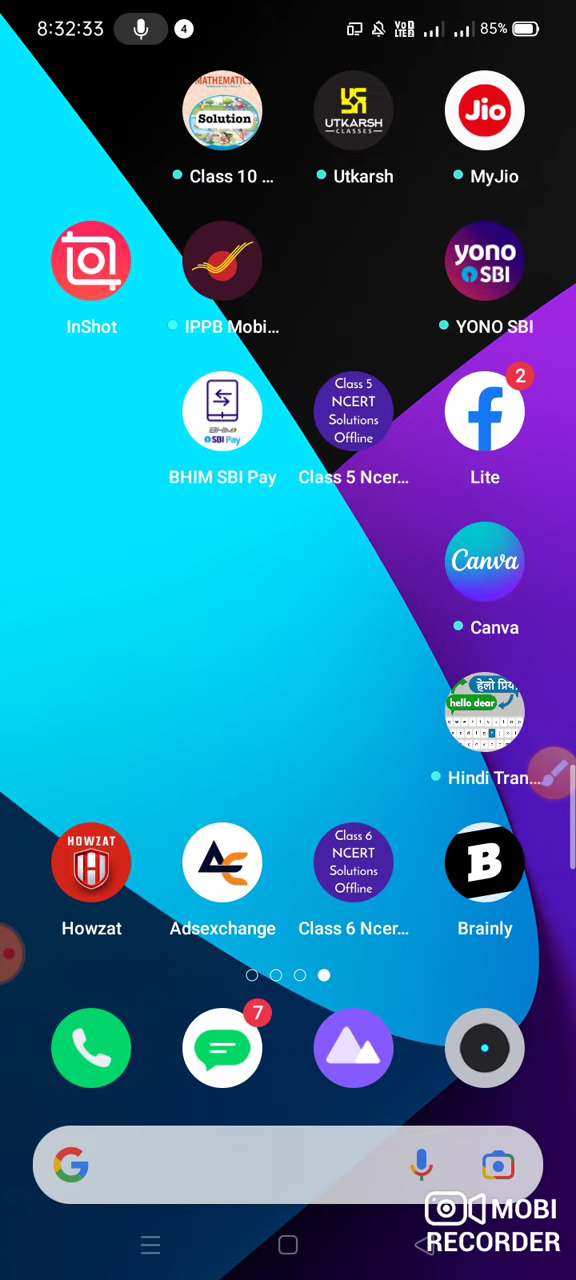 8:32:33
4
Vo
LTE2
85%
MATHEMATICS
Solution
UTKARSH
CLASSES
Jio
Class 10 ...
Utkarsh
MyJio
yono
SBI
InShot
IPPB Mobi...
YONO SBI
BHIM
SBI Pay
Class 5
NCERT
Solutions
Offline
2
BHIM SBI Pay
Class 5 Ncer...
Lite
Canva
Canva
हेलो प्रिय
hello dear
Hindi Tran...
HOWZAT
H
Class 6
NCERT
Solutions
Offline
B
Howzat
Adsexchange
Class 6 Ncer...
Brainly
7
G
MOBI
RECORDER